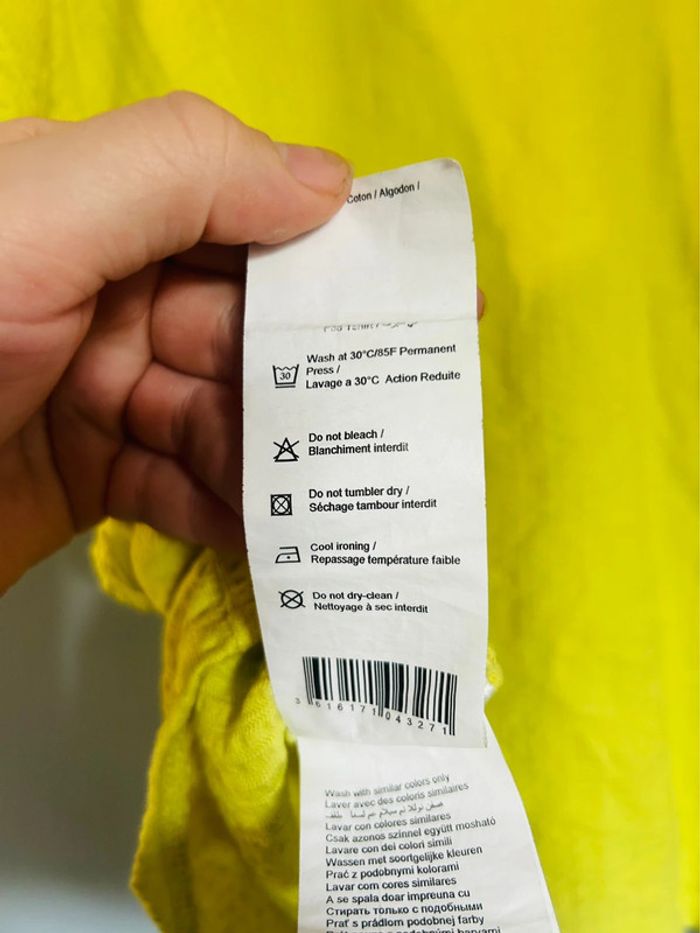 Coton / Algodon /
Wash at 30°C/85F Permanent
Press /
Lavage a 30°C Action Reduite
30
Do not bleach /
Blanchiment interdit
Do not tumbler dry /
Séchage tambour interdit
Cool ironing /
Repassage température faible
Do not dry-clean /
Nettoyage à sec interdit
3 616171 043271
Wash with similar colors only
Laver avec des coloris similaires
Lavar con colores similares
Csak azonos színnel együtt mosható
Lavare con dei colori simili
Wassen met soortgelijke kleuren
Prać z podobnymi kolorami
Lavar com cores similares
A se spala doar impreuna cu
Стирать только с подобными
Prať s prádlom podobnej farby